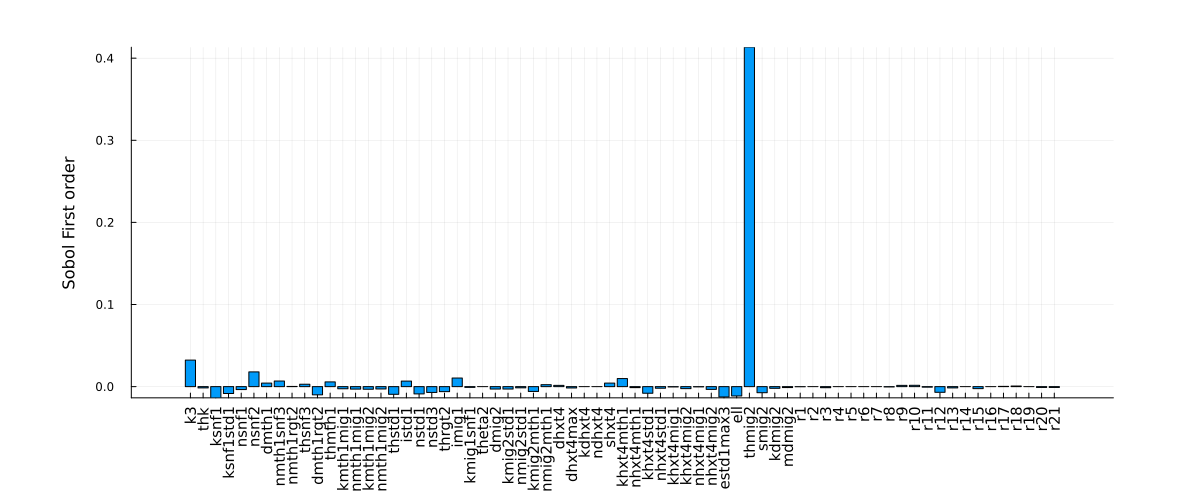 0.4
0.3
0.2
0.1
0.0
Sobol First order
k3
thk
ksnf1
ksnf1std1
nsnf1
nsnf2
dmth1
nmth1snf3
nmth1rgt2
thsnf3
dmth1rgt2
thmth1
kmth1mig1
nmth1mig1
kmth1mig2
nmth1mig2
thstd1
istd1
nstd1
nstd3
thrgt2
imig1
kmig1snf1
theta2
dmig2
kmig2std1
nmig2std1
kmig2mth1
nmig2mth1
dhxt4
dhxt4max
kdhxt4
ndhxt4
shxt4
khxt4mth1
nhxt4mth1
khxt4std1
nhxt4std1
khxt4mig1
khxt4mig2
nhxt4mig1
nhxt4mig2
estd1max3
ell
thmig2
smig2
kdmig2
mdmig2
r1
r2
r3
r4
r5
r6
r7
r8
r9
r10
r11
r12
r13
r14
r15
r16
r17
r18
r19
r20
r21